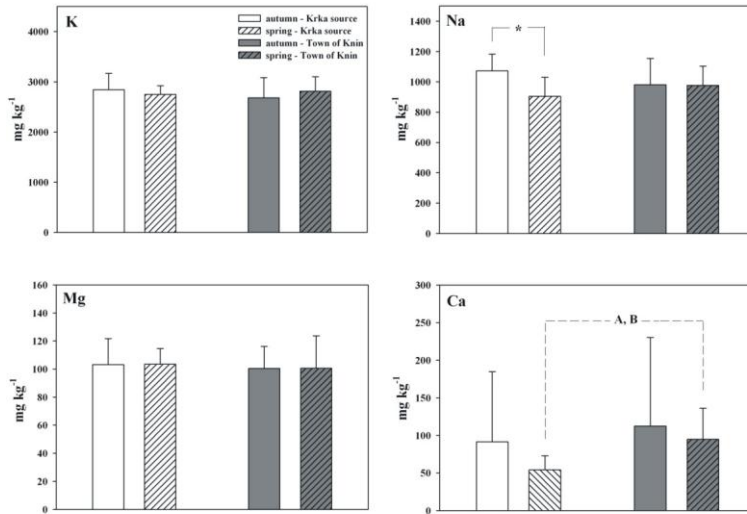 K
autumn - Krka source
spring - Krka source
autumn - Town of Knin
spring - Town of Knin
4000
3000
2000
1000
0
mg kg-1
Na
*
1400
1200
1000
800
600
400
200
0
mg kg-1
Mg
160
140
120
100
80
60
40
20
0
mg kg-1
Ca
A, B
300
250
200
150
100
50
0
mg kg-1